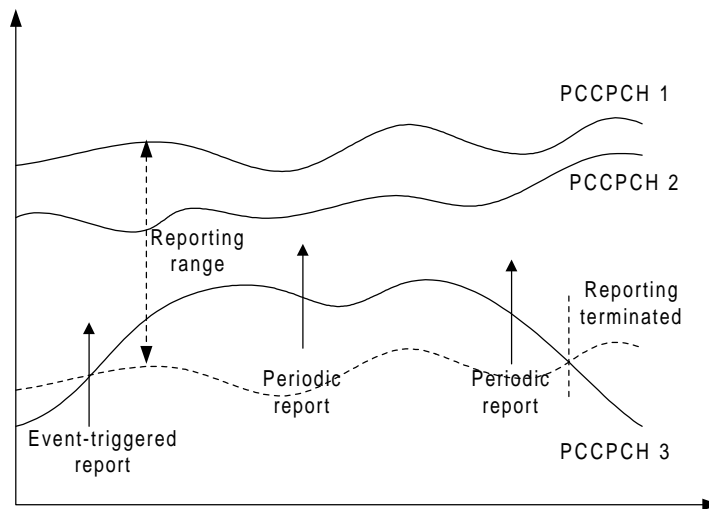 PCCPCH 1
PCCPCH 2
Reporting
range
Reporting
terminated
Periodic
report
Periodic
report
Event-triggered
report
PCCPCH 3